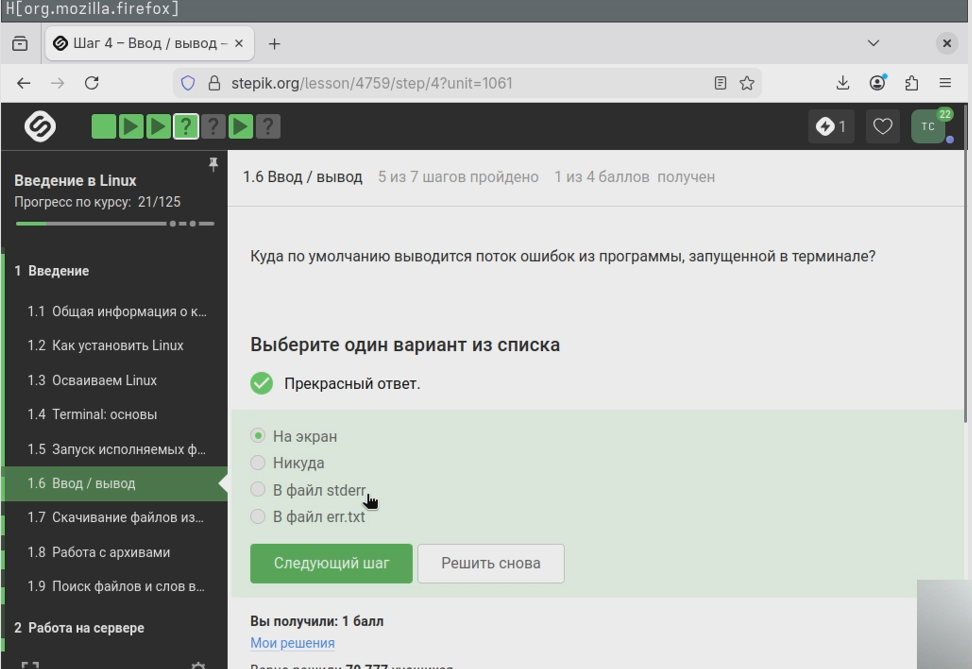 H[org.mozilla.firefox]
Шаг 4 – Ввод / вывод –
stepik.org/lesson/4759/step/4?unit=1061
1
TC
22
Введение в Linux
Прогресс по курсу: 21/125
1 Введение
1.1 Общая информация о к...
1.2 Как установить Linux
1.3 Осваиваем Linux
1.4 Terminal: основы
1.5 Запуск исполняемых ф...
1.6 Ввод / вывод
1.7 Скачивание файлов из...
1.8 Работа с архивами
1.9 Поиск файлов и слов в...
2 Работа на сервере
1.6 Ввод / вывод 5 из 7 шагов пройдено 1 из 4 баллов получен
Куда по умолчанию выводится поток ошибок из программы, запущенной в терминале?
Выберите один вариант из списка
Прекрасный ответ.
На экран
Никуда
В файл stderr
В файл err.txt
Следующий шаг Решить снова
Вы получили: 1 балл
Мои решения